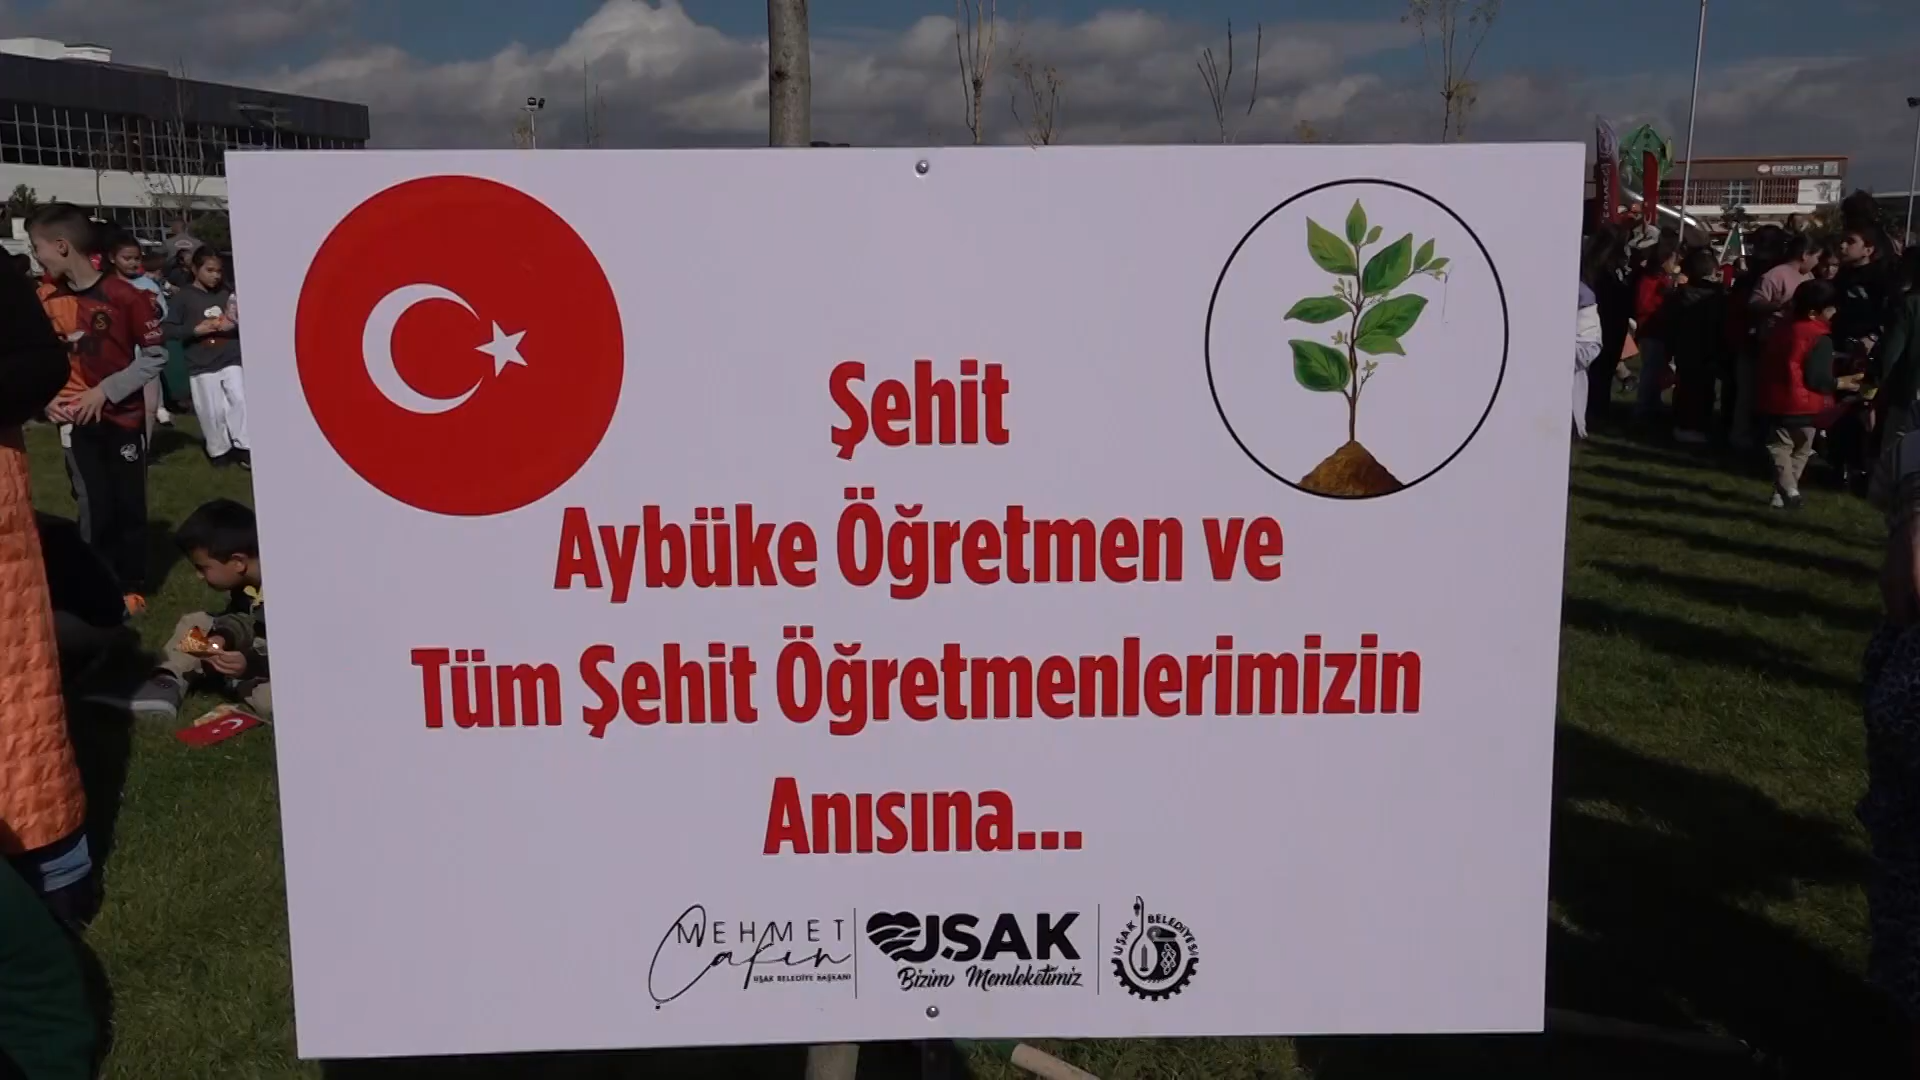 Şehit
Aybüke Öğretmen ve
Tüm Şehit Öğretmenlerimizin
Anısına...
MEHMET
Çakın
UŞAK BELEDİYE BAŞKANI
UŞAK
Bizim Memleketimiz
UŞAK BELEDİYESİ